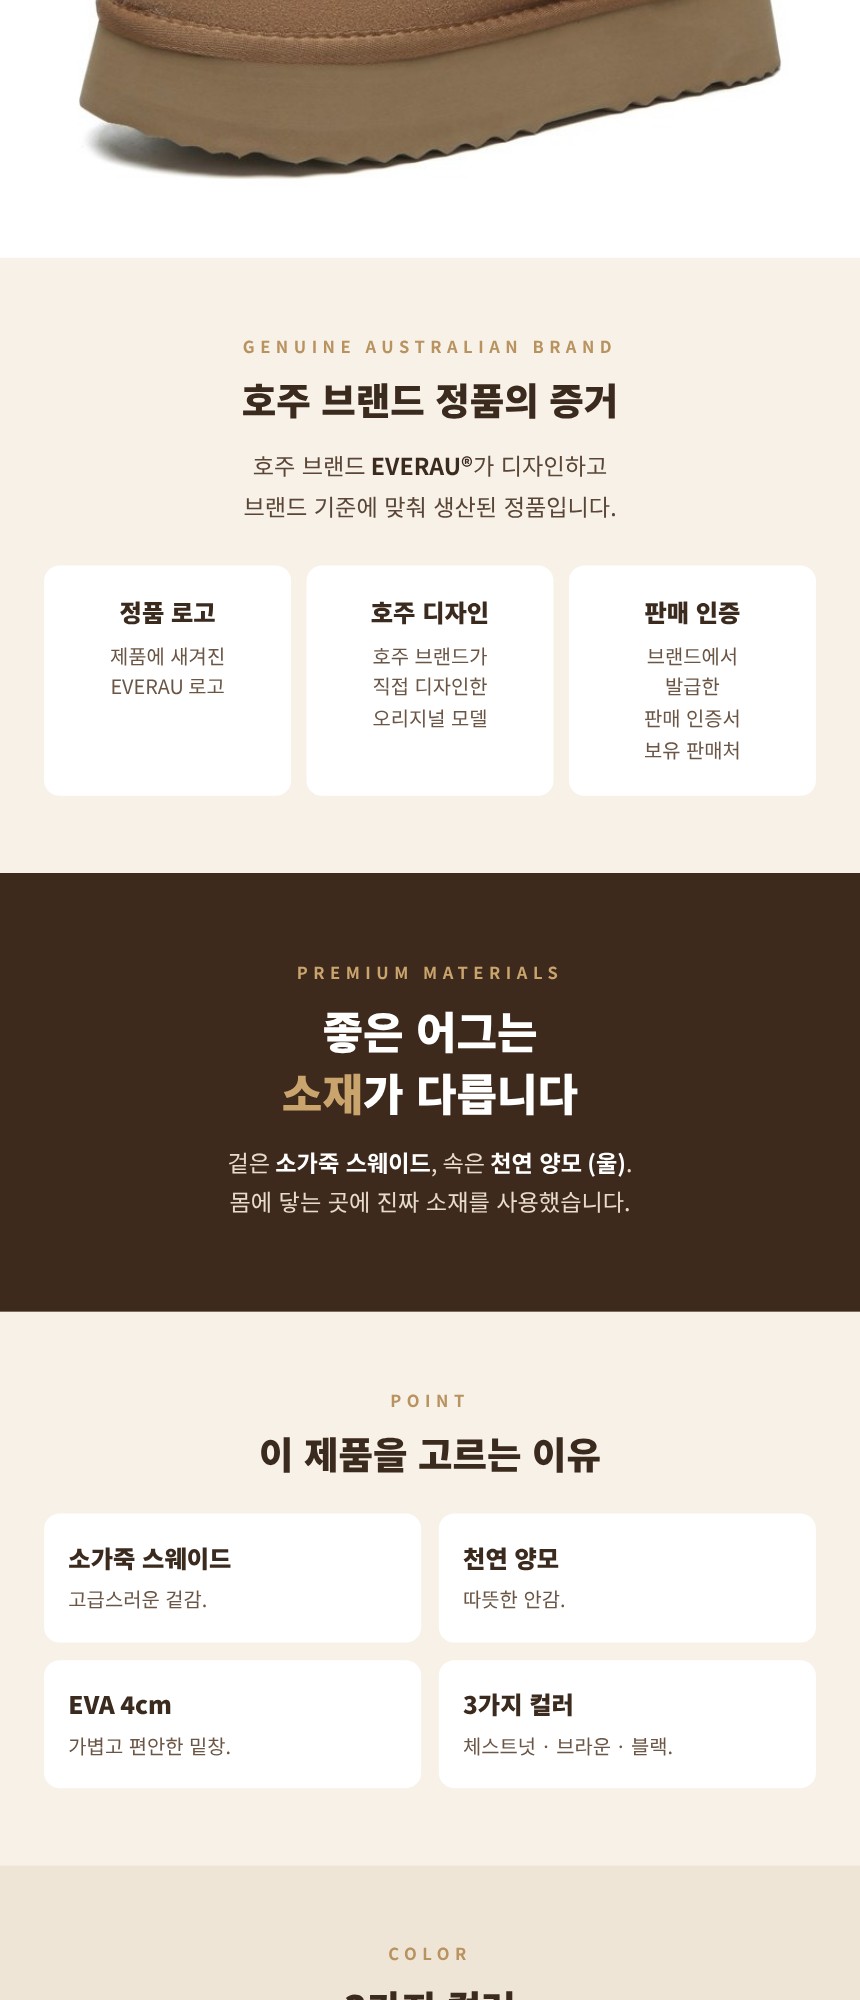 GENUINE AUSTRALIAN BRAND
호주 브랜드 정품의 증거
호주 브랜드 EVERAU®가 디자인하고
브랜드 기준에 맞춰 생산된 정품입니다.
정품 로고
제품에 새겨진
EVERAU 로고
호주 디자인
호주 브랜드가
직접 디자인한
오리지널 모델
판매 인증
브랜드에서
발급한
판매 인증서
보유 판매처
PREMIUM MATERIALS
좋은 어그는
소재가 다릅니다
겉은 소가죽 스웨이드, 속은 천연 양모 (울).
몸에 닿는 곳에 진짜 소재를 사용했습니다.
POINT
이 제품을 고르는 이유
소가죽 스웨이드
고급스러운 겉감.
천연 양모
따뜻한 안감.
EVA 4cm
가볍고 편안한 밑창.
3가지 컬러
체스트넛 · 브라운 · 블랙.
COLOR